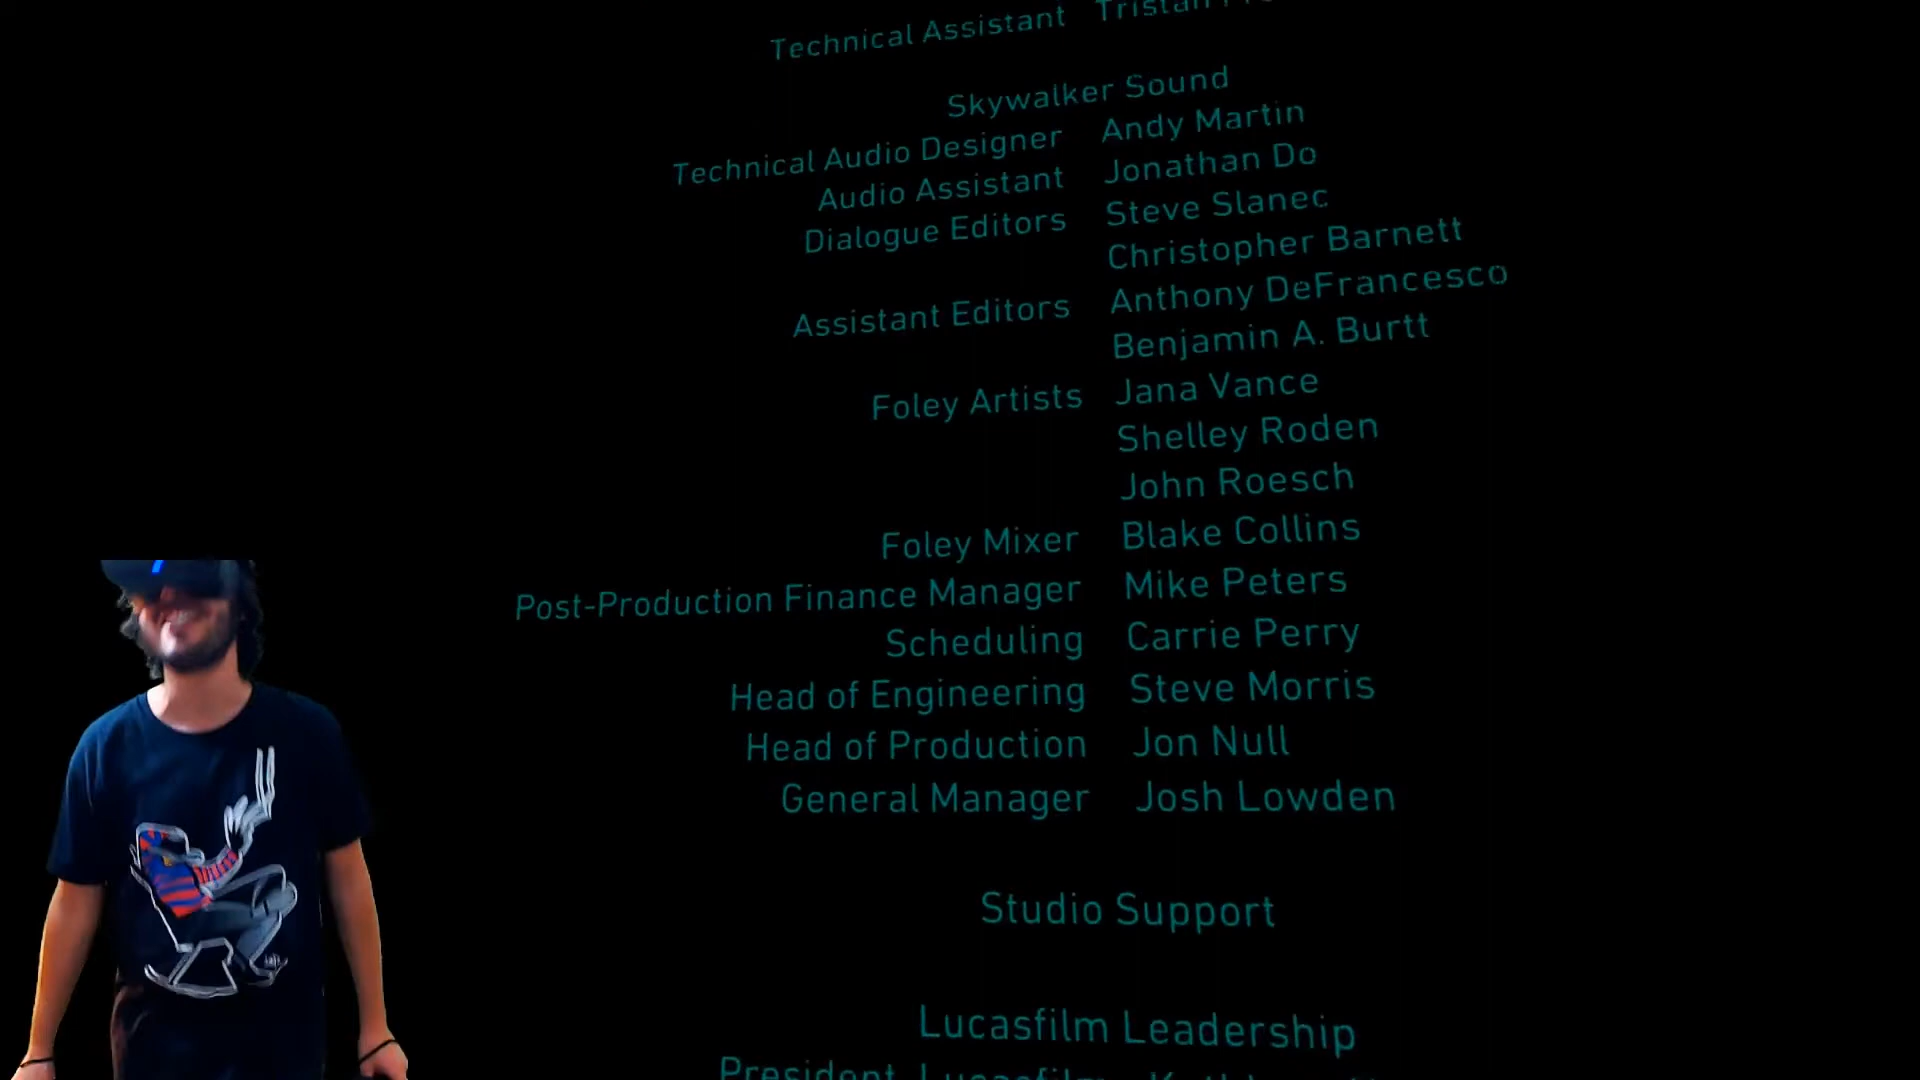 Technical Assistant Tristan
Skywalker Sound
Technical Audio Designer Andy Martin
Audio Assistant Jonathan Do
Dialogue Editors Steve Slanec
Christopher Barnett
Assistant Editors Anthony DeFrancesco
Benjamin A. Burtt
Foley Artists Jana Vance
Shelley Roden
John Roesch
Foley Mixer Blake Collins
Post-Production Finance Manager Mike Peters
Scheduling Carrie Perry
Head of Engineering Steve Morris
Head of Production Jon Null
General Manager Josh Lowden
Studio Support
Lucasfilm Leadership
President, Lucasfilm